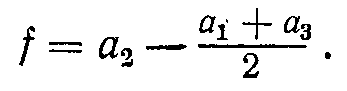 f = a₂ — (a₁ + a₃)/2 .